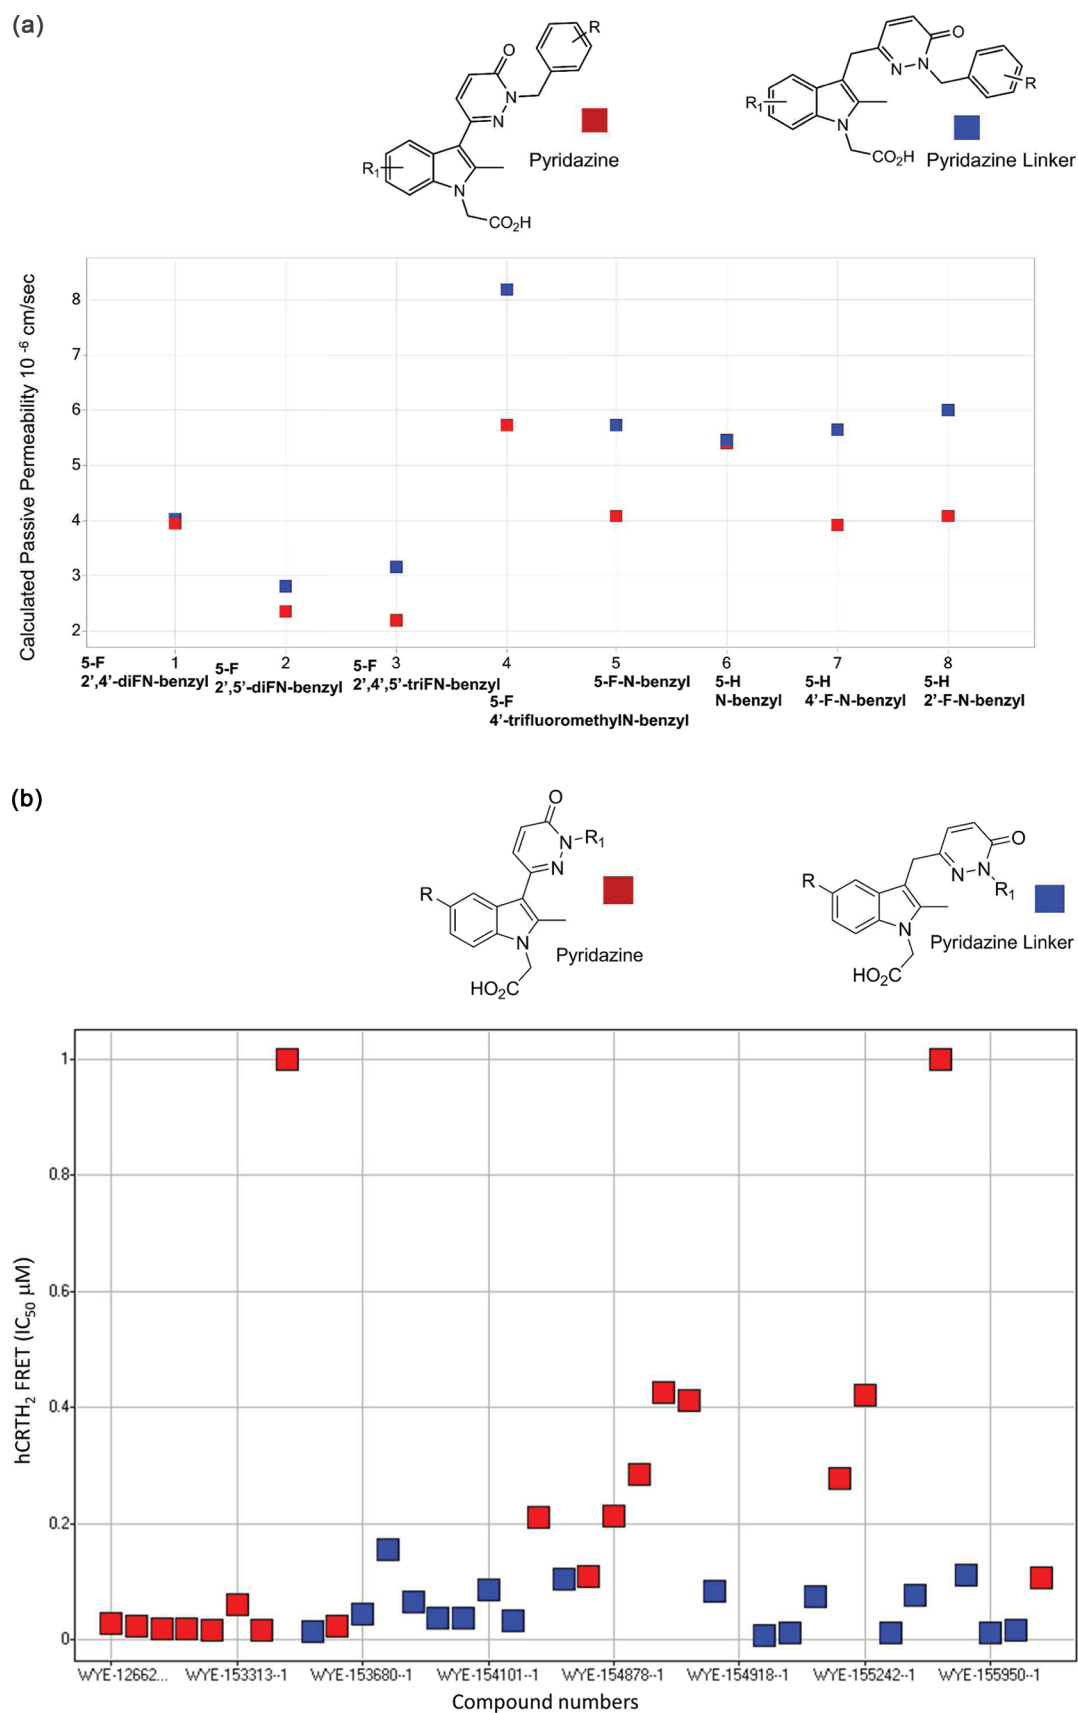 (a)
O
N
N
R
Pyridazine
R1
N
CO2H
O
N
N
R
R1
N
CO2H
Pyridazine Linker
Calculated Passive Permeability 10 -6 cm/sec
8
7
6
5
4
3
2
1 2 3 4 5 6 7 8
5-F
2’,4’-diFN-benzyl
5-F
2’,5’-diFN-benzyl
5-F
2’,4’,5’-triFN-benzyl
5-F
4’-trifluoromethylN-benzyl
5-F-N-benzyl
5-H
N-benzyl
5-H
4’-F-N-benzyl
5-H
2’-F-N-benzyl
(b)
O
N-R1
N
R
N
HO2C
Pyridazine
O
N
N
R1
R
N
HO2C
Pyridazine Linker
hCRTH2 FRET (IC50 µM)
1
0.8
0.6
0.4
0.2
0
WYE-12662... WYE-153313-1 WYE-153680-1 WYE-154101-1 WYE-154878-1 WYE-154918-1 WYE-155242-1 WYE-155950-1
Compound numbers